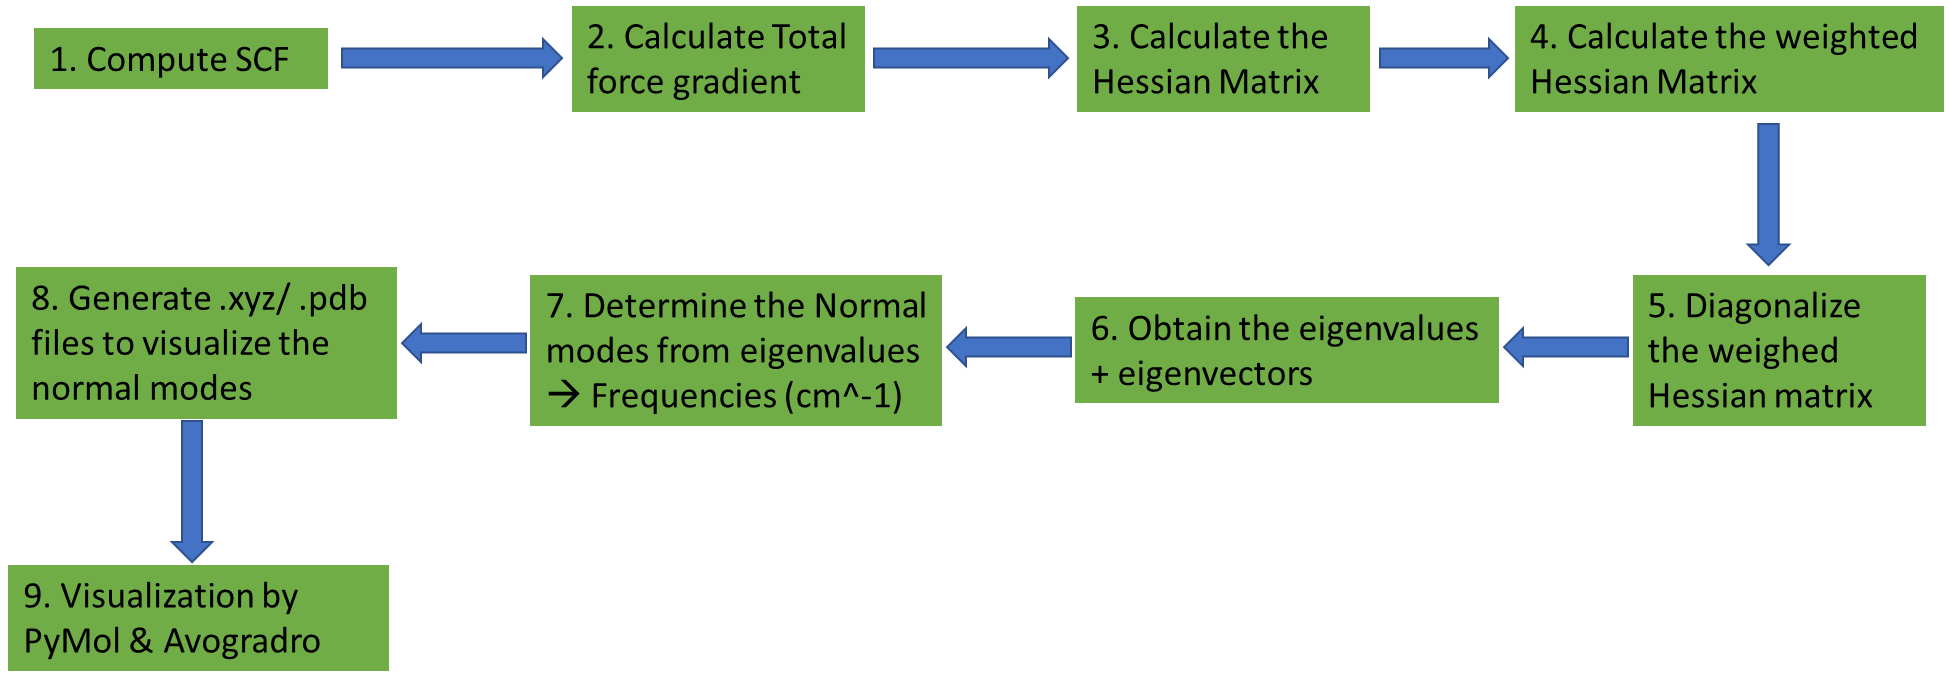 1. Compute SCF
2. Calculate Total
force gradient
3. Calculate the
Hessian Matrix
4. Calculate the weighted
Hessian Matrix
5. Diagonalize
the weighed
Hessian matrix
6. Obtain the eigenvalues
+ eigenvectors
7. Determine the Normal
modes from eigenvalues
→ Frequencies (cm^-1)
8. Generate .xyz/ .pdb
files to visualize the
normal modes
9. Visualization by
PyMol & Avogradro